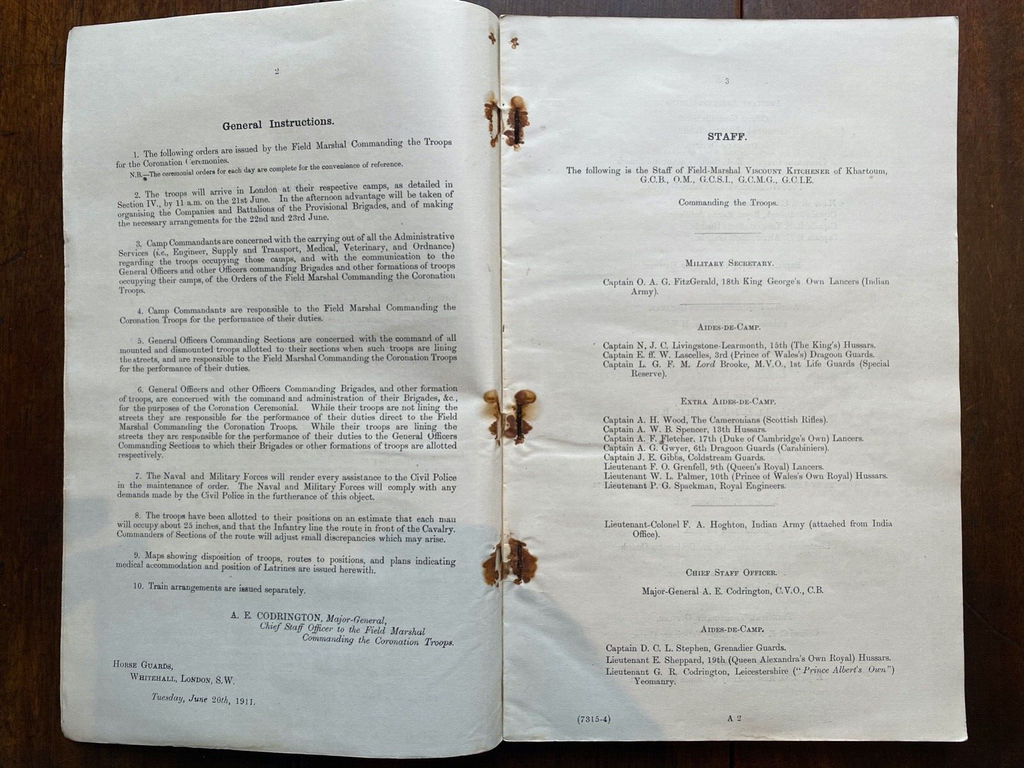 2
General Instructions.
1. The following orders are issued by the Field Marshal Commanding the Troops
for the Coronation Ceremonies.
N.B.—The ceremonial orders for each day are complete for the convenience of reference.
2. The troops will arrive in London at their respective camps, as detailed in
Section IV., by 11 a.m. on the 21st June. In the afternoon advantage will be taken of
organising the Companies and Battalions of the Provisional Brigades, and of making
the necessary arrangements for the 22nd and 23rd June.
3. Camp Commandants are concerned with the carrying out of all the Administrative
Services (i.e., Engineer, Supply and Transport, Medical, Veterinary, and Ordnance)
regarding the troops occupying those camps, and with the communication to the
General Officers and other Officers commanding Brigades and other formations of troops
occupying their camps, of the Orders of the Field Marshal Commanding the Coronation
Troops.
4. Camp Commandants are responsible to the Field Marshal Commanding the
Coronation Troops for the performance of their duties.
5. General Officers Commanding Sections are concerned with the command of all
mounted and dismounted troops allotted to their sections when such troops are lining
the streets, and are responsible to the Field Marshal Commanding the Coronation Troops
for the performance of their duties.
6. General Officers and other Officers Commanding Brigades, and other formation
of troops, are concerned with the command and administration of their Brigades, &c.,
for the purposes of the Coronation Ceremonial. While their troops are not lining the
streets they are responsible for the performance of their duties direct to the Field
Marshal Commanding the Coronation Troops. While their troops are lining the
streets they are responsible for the performance of their duties to the General Officers
Commanding Sections to which their Brigades or other formations of troops are allotted
respectively.
7. The Naval and Military Forces will render every assistance to the Civil Police
in the maintenance of order. The Naval and Military Forces will comply with any
demands made by the Civil Police in the furtherance of this object.
8. The troops have been allotted to their positions on an estimate that each man
will occupy about 25 inches, and that the Infantry line the route in front of the Cavalry.
Commanders of Sections of the route will adjust small discrepancies which may arise.
9. Maps showing disposition of troops, routes to positions, and plans indicating
medical accommodation and position of Latrines are issued herewith.
10. Train arrangements are issued separately.
A. E. CODRINGTON, Major-General,
Chief Staff Officer to the Field Marshal
Commanding the Coronation Troops.
HORSE GUARDS,
WHITEHALL, LONDON, S.W.
Tuesday, June 20th, 1911.
3
STAFF.
The following is the Staff of Field-Marshal VISCOUNT KITCHENER of Khartoum,
G.C.B., O.M., G.C.S.I., G.C.M.G., G.C.I.E.
Commanding the Troops.
MILITARY SECRETARY.
Captain O. A. G. FitzGerald, 18th King George's Own Lancers (Indian
Army).
AIDES-DE-CAMP.
Captain N. J. C. Livingstone-Learmonth, 15th (The King's) Hussars.
Captain E. ff. W. Lascelles, 3rd (Prince of Wales's) Dragoon Guards.
Captain L. G. F. M. Lord Brooke, M.V.O., 1st Life Guards (Special
Reserve).
EXTRA AIDES-DE-CAMP.
Captain A. H. Wood, The Cameronians (Scottish Rifles).
Captain A. W. B. Spencer, 13th Hussars.
Captain A. F. Fletcher, 17th (Duke of Cambridge's Own) Lancers.
Captain A. G. Gwyer, 6th Dragoon Guards (Carabiniers).
Captain J. E. Gibbs, Coldstream Guards.
Lieutenant F. O. Grenfell, 9th (Queen's Royal) Lancers.
Lieutenant W. L. Palmer, 10th (Prince of Wales's Own Royal) Hussars.
Lieutenant P. G. Spackman, Royal Engineers.
Lieutenant-Colonel F. A. Hoghton, Indian Army (attached from India
Office).
CHIEF STAFF OFFICER.
Major-General A. E. Codrington, C.V.O., C.B.
AIDES-DE-CAMP.
Captain D. C. L. Stephen, Grenadier Guards.
Lieutenant E. Sheppard, 19th (Queen Alexandra's Own Royal) Hussars.
Lieutenant G. R. Codrington, Leicestershire ("Prince Albert's Own")
Yeomanry.
(7315-4)
A 2